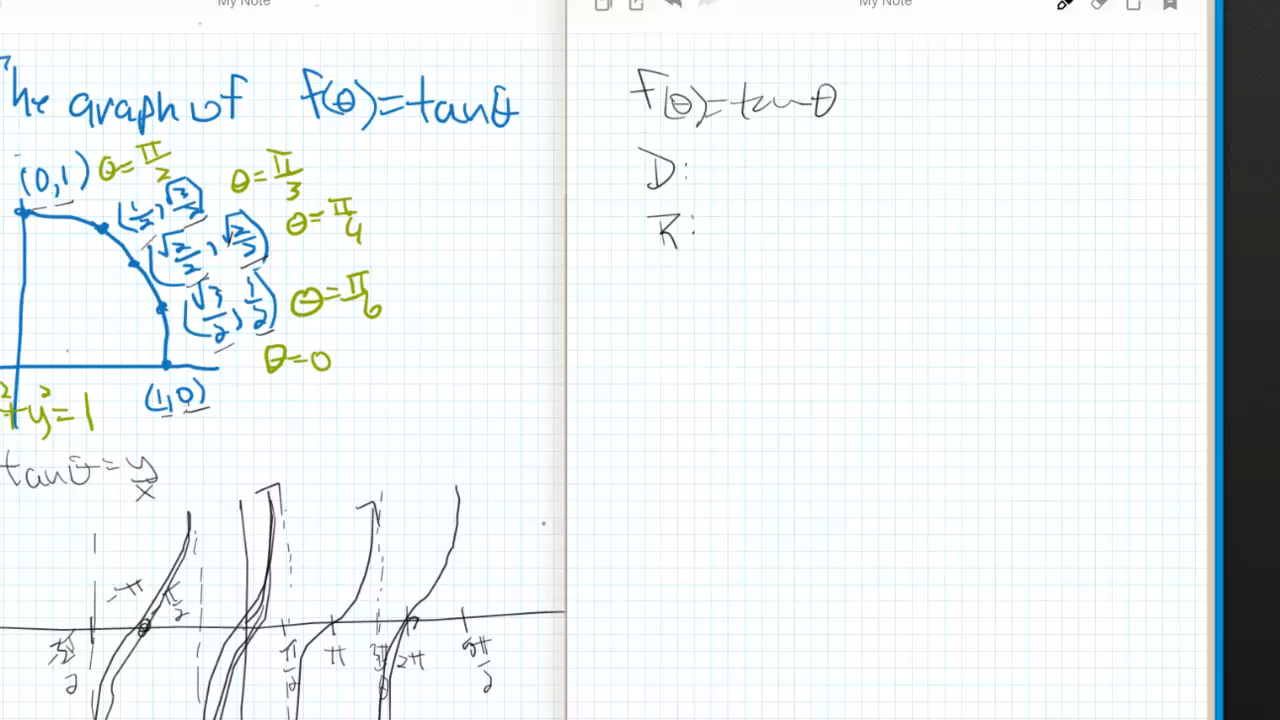 My Note
My Note
The graph of f(θ)=tanθ
(0,1) θ=π/2
(1/2, √3/2) θ=π/3
(√2/2, √2/2) θ=π/4
(√3/2, 1/2) θ=π/6
θ=0
(1,0)
²+y²=1
tanθ=y/x
-π π/2
3π/2 π/2 π 3π/2 2π 5π/2
f(θ)=tanθ
D:
R: